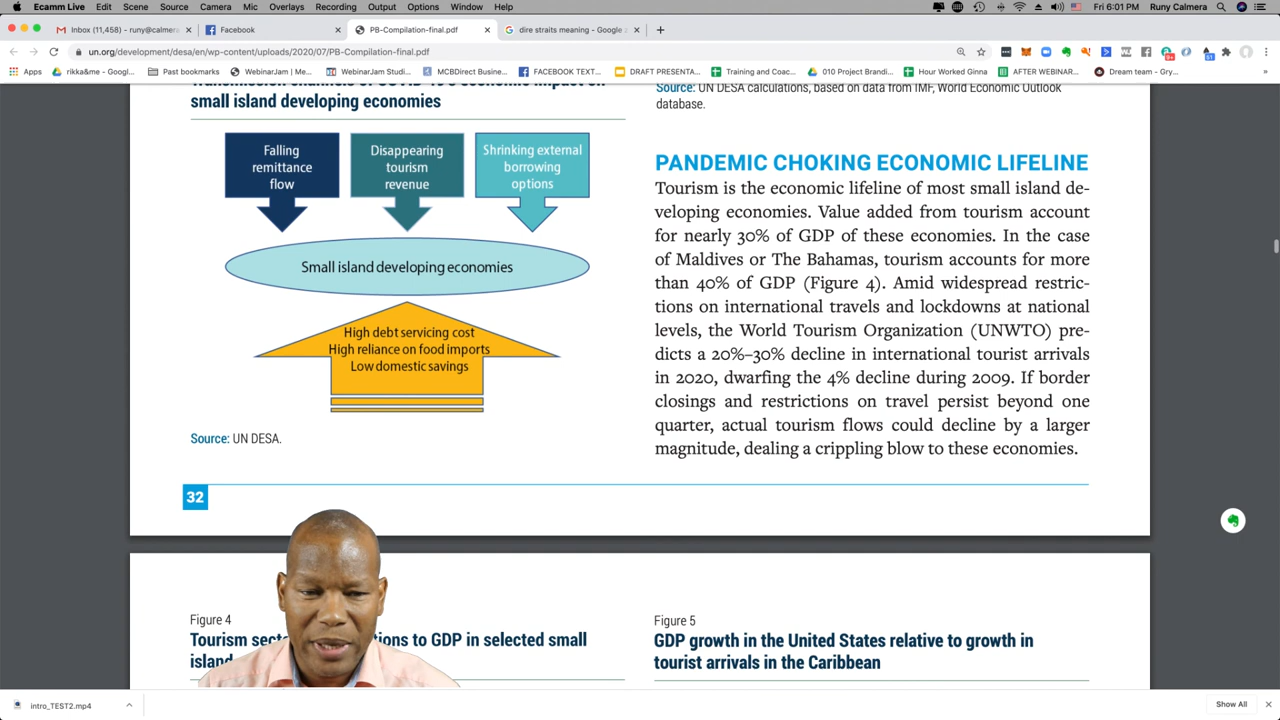 Ecamm Live Edit Scene Camera Mic Overlays Recording Output Options Window Help Fri 6:01 PM Runy Calmera
Inbox (11,458) - runy@calmera Facebook PB-Compilation-final.pdf dire straits meaning - Google
un.org/development/desa/en/wp-content/uploads/2020/07/PB-Compilation-final.pdf
Apps rikka&me - Googl... Past bookmarks WebinarJam | Me... WebinarJam Studi... MCBDirect Busine... FACEBOOK TEXT... DRAFT PRESENTA... Training and Coac... 010 Project Brandi... Hour Worked Ginna AFTER WEBINAR... Dream team - Gry...
small island developing economies
Falling
remittance
flow
Disappearing
tourism
revenue
Shrinking external
borrowing
options
Small island developing economies
High debt servicing cost
High reliance on food imports
Low domestic savings
Source: UN DESA.
32
Source: UN DESA calculations, based on data from IMF, World Economic Outlook
database.
PANDEMIC CHOKING ECONOMIC LIFELINE
Tourism is the economic lifeline of most small island de-
veloping economies. Value added from tourism account
for nearly 30% of GDP of these economies. In the case
of Maldives or The Bahamas, tourism accounts for more
than 40% of GDP (Figure 4). Amid widespread restric-
tions on international travels and lockdowns at national
levels, the World Tourism Organization (UNWTO) pre-
dicts a 20%–30% decline in international tourist arrivals
in 2020, dwarfing the 4% decline during 2009. If border
closings and restrictions on travel persist beyond one
quarter, actual tourism flows could decline by a larger
magnitude, dealing a crippling blow to these economies.
Figure 4
Tourism sect ions to GDP in selected small
island
Figure 5
GDP growth in the United States relative to growth in
tourist arrivals in the Caribbean
intro_TEST2.mp4
Show All